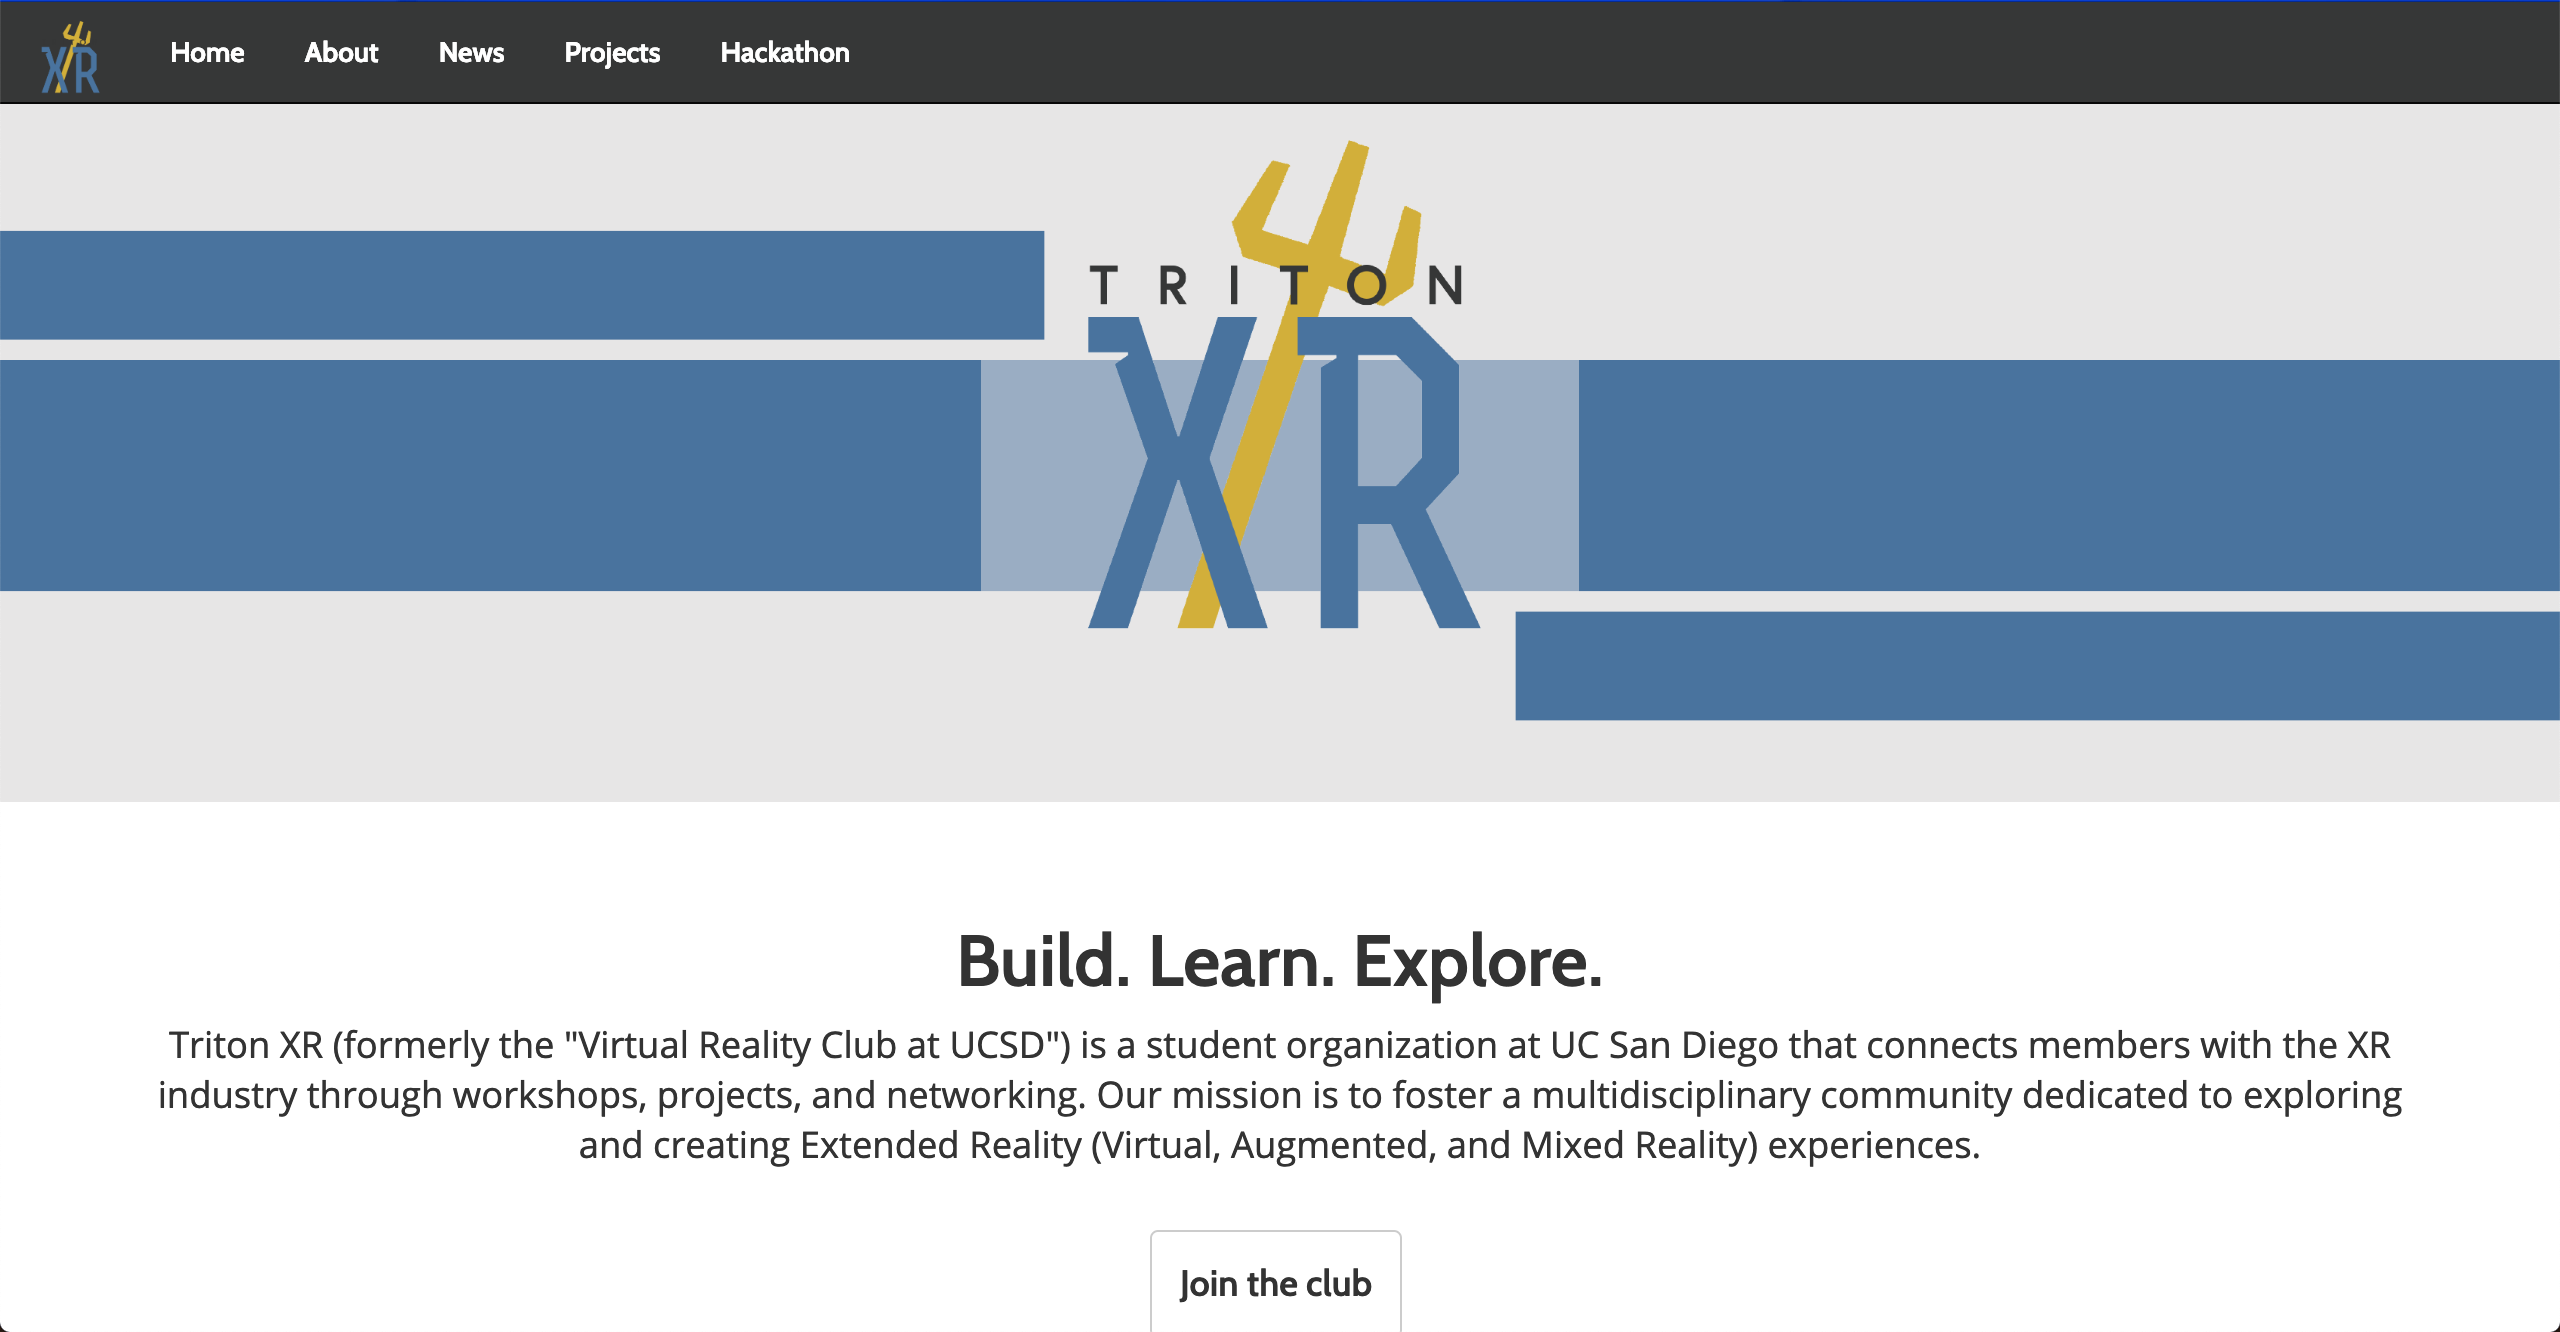 XR
Home About News Projects Hackathon
TRITON
XR
Build. Learn. Explore.
Triton XR (formerly the "Virtual Reality Club at UCSD") is a student organization at UC San Diego that connects members with the XR
industry through workshops, projects, and networking. Our mission is to foster a multidisciplinary community dedicated to exploring
and creating Extended Reality (Virtual, Augmented, and Mixed Reality) experiences.
Join the club